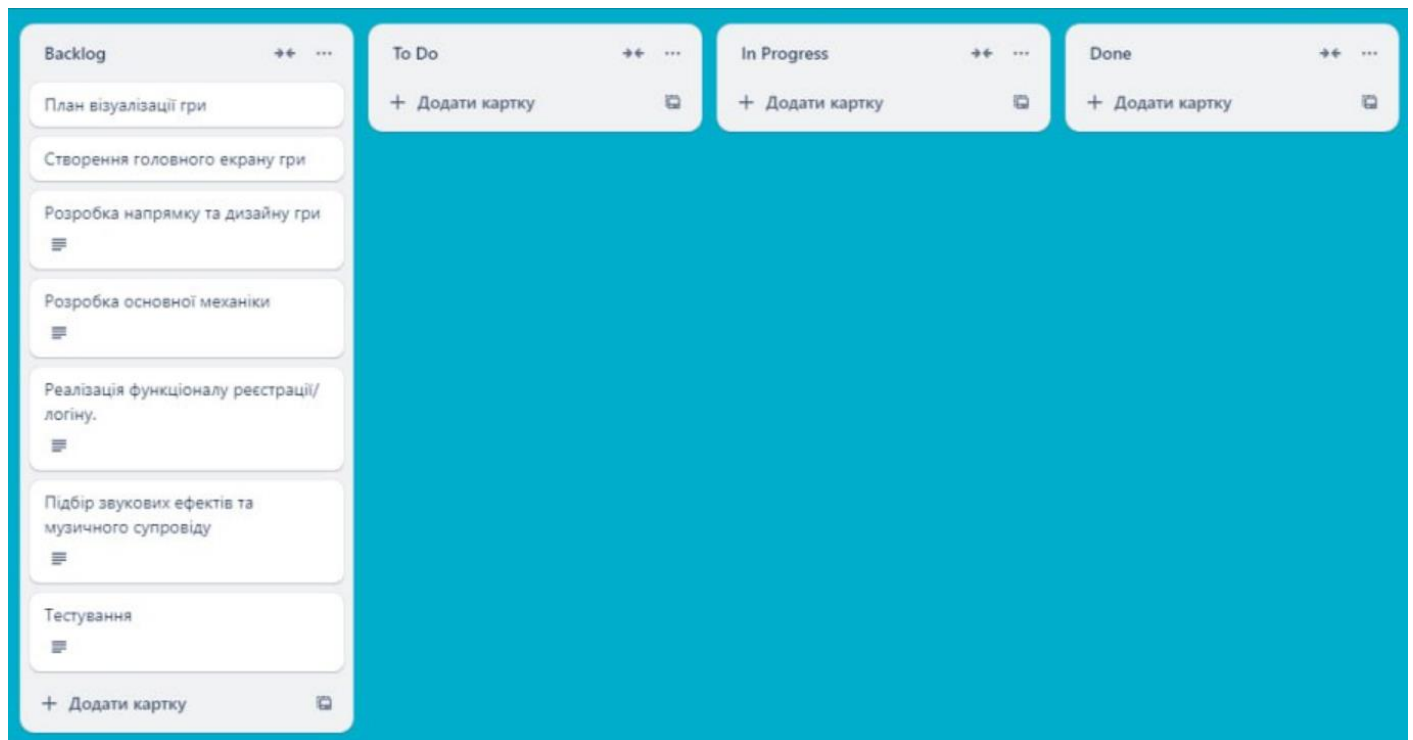 Backlog
План візуалізації гри
Створення головного екрану гри
Розробка напрямку та дизайну гри
Розробка основної механіки
Реалізація функціоналу реєстрації/
логіну.
Підбір звукових ефектів та
музичного супровіду
Тестування
+ Додати картку
To Do
+ Додати картку
In Progress
+ Додати картку
Done
+ Додати картку